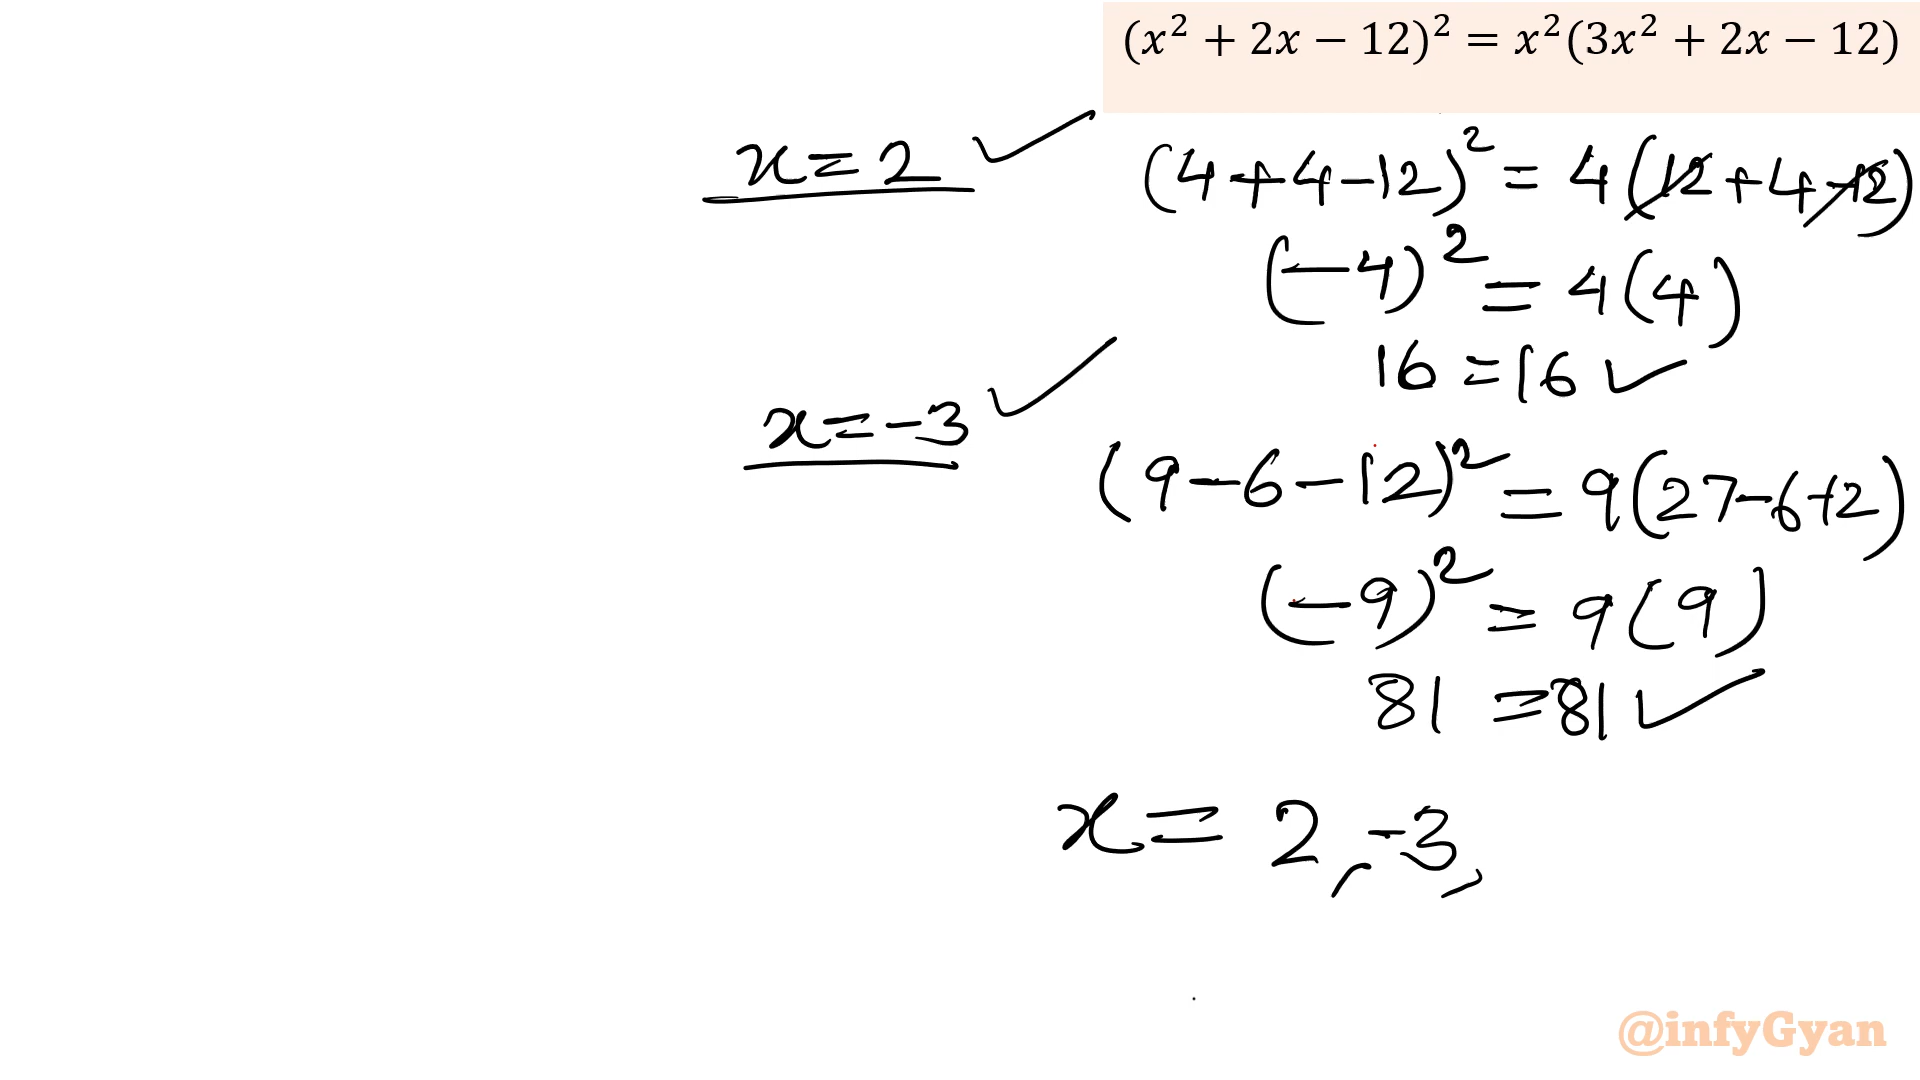 (x² + 2x − 12)² = x²(3x² + 2x − 12)
x = 2 ✓
(4+4−12)² = 4(12+4−12)
(−4)² = 4(4)
16 = 16 ✓
x = −3 ✓
(9−6−12)² = 9(27−6−12)
(−9)² = 9(9)
81 = 81 ✓
x = 2, −3,
@infyGyan